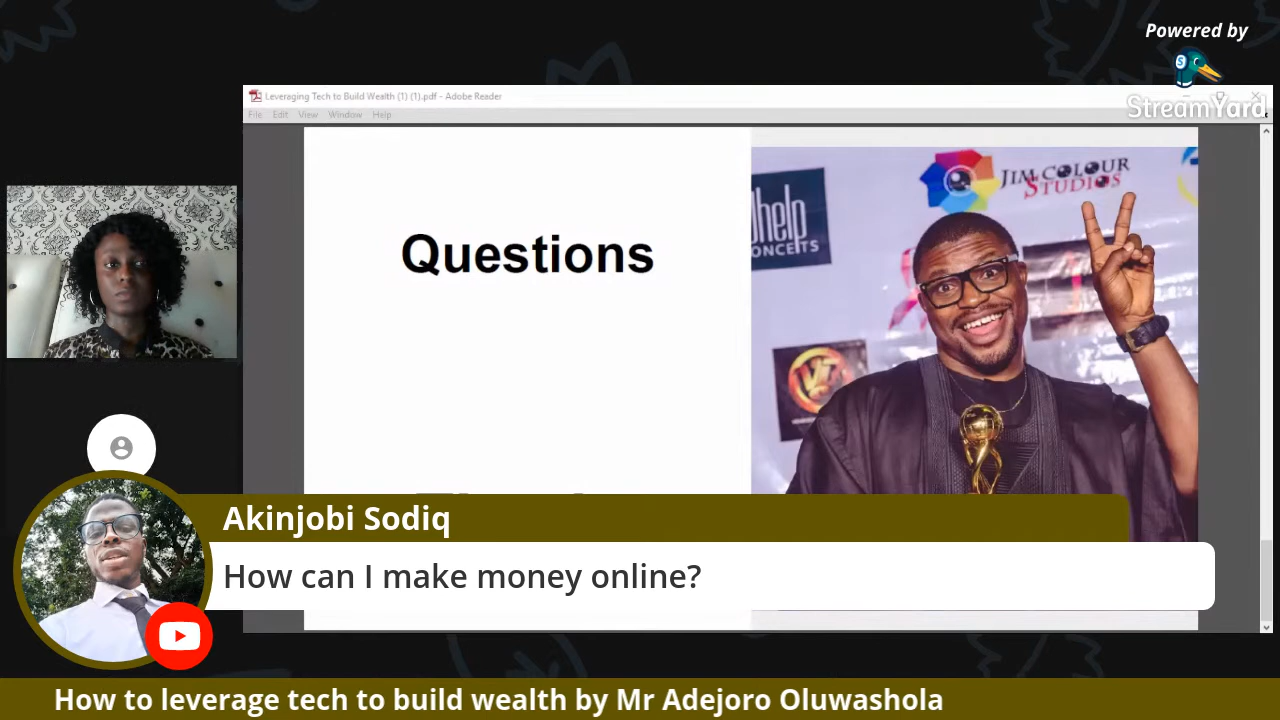 Powered by
StreamYard
Leveraging Tech to Build Wealth (1) (1).pdf - Adobe Reader
File Edit View Window Help
Questions
JIM COLOUR
STUDIOS
help
Akinjobi Sodiq
How can I make money online?
How to leverage tech to build wealth by Mr Adejoro Oluwashola